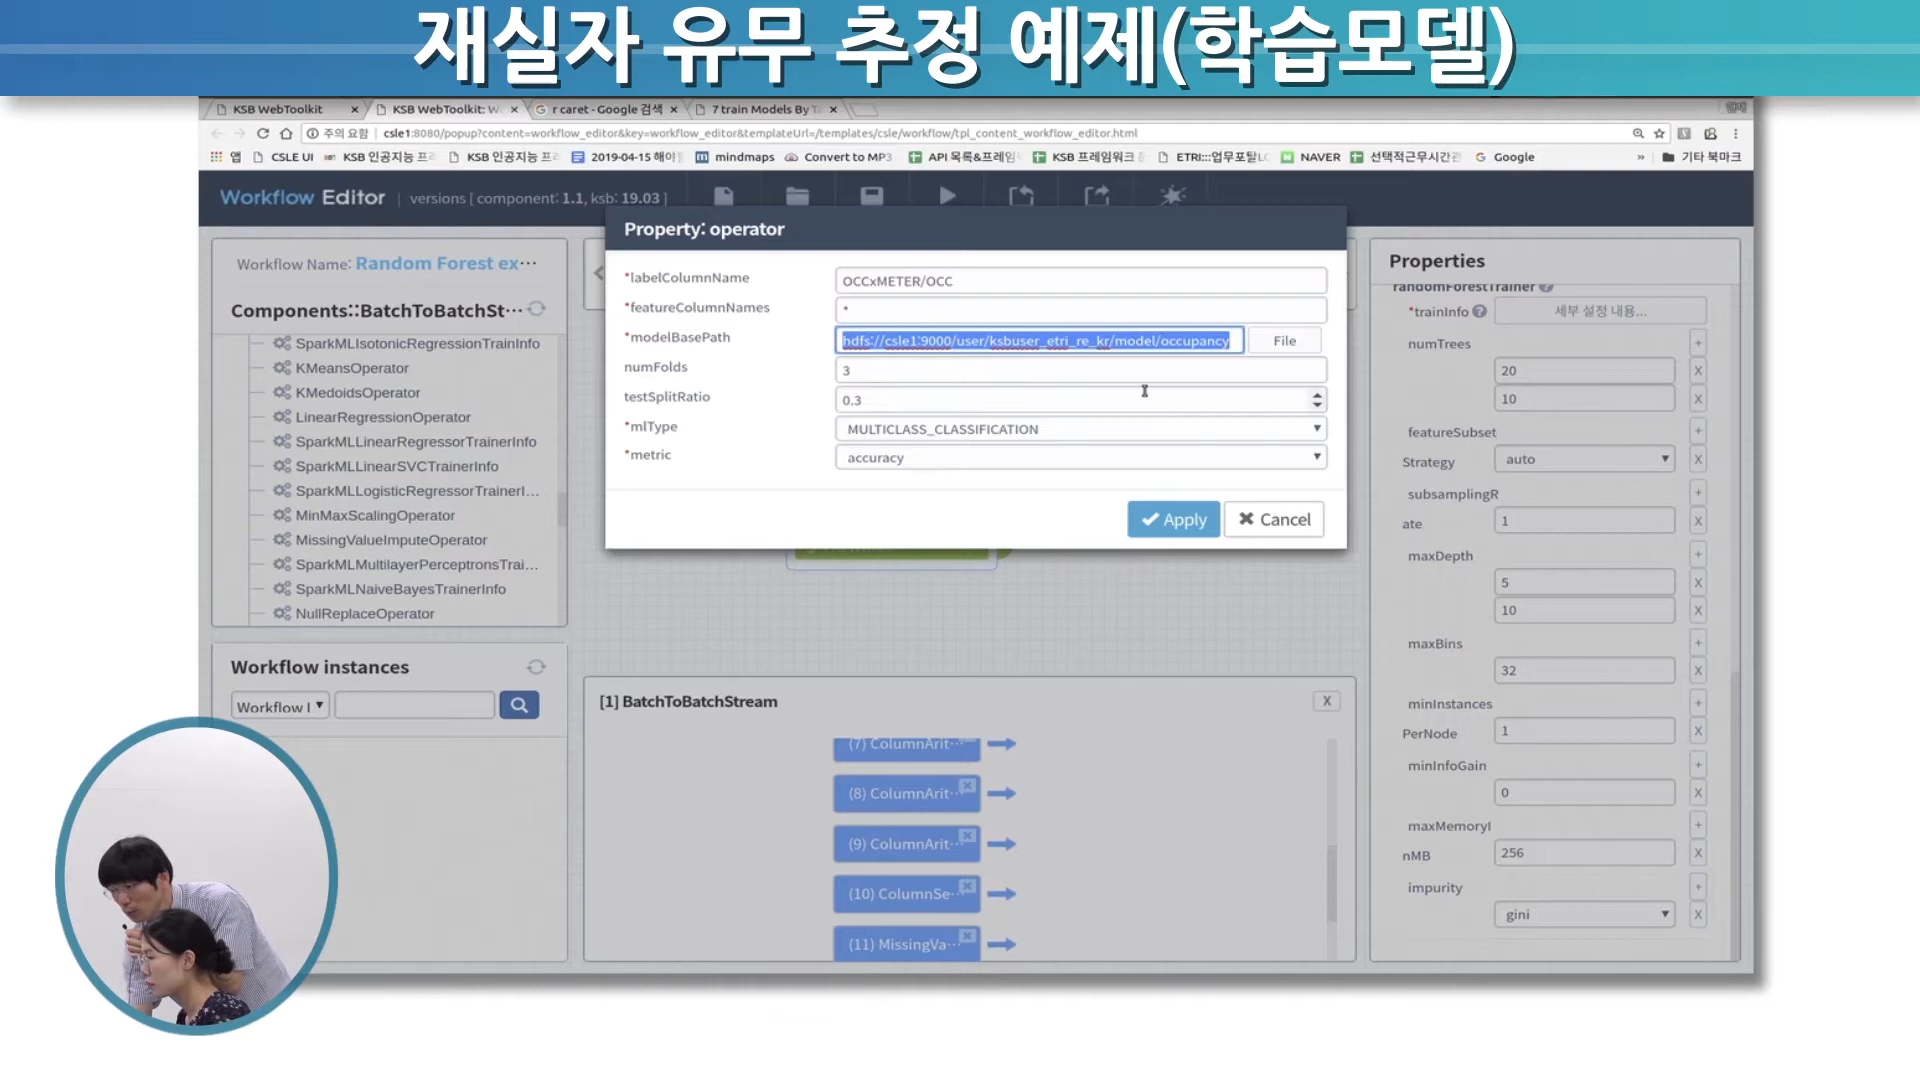 재실자 유무 추정 예제(학습모델)
KSB WebToolkit
KSB WebToolkit: W
r caret - Google 검색
7 train Models By
주의 요함
csle1:8080/popup?content=workflow_editor&key=workflow_editor&templateUrl=/templates/csle/workflow/tpl_content_workflow_editor.html
앱
CSLE UI
KSB 인공지능 프
KSB 인공지능 프
2019-04-15 해이
mindmaps
Convert to MP3
API 목록&프레임
KSB 프레임워크
ETRI:::업무포탈
NAVER
선택적근무시간
Google
»
기타 북마크
Workflow Editor
versions [ component: 1.1, ksb: 19.03 ]
Property: operator
*labelColumnName
OCCxMETER/OCC
*featureColumnNames
*
*modelBasePath
hdfs://csle1:9000/user/ksbuser_etri_re_kr/model/occupancy
File
numFolds
3
testSplitRatio
0.3
*mlType
MULTICLASS_CLASSIFICATION
*metric
accuracy
Apply
Cancel
Workflow Name: Random Forest ex···
Components::BatchToBatchSt···
SparkMLIsotonicRegressionTrainInfo
KMeansOperator
KMedoidsOperator
LinearRegressionOperator
SparkMLLinearRegressorTrainerInfo
SparkMLLinearSVCTrainerInfo
SparkMLLogisticRegressorTrainerI...
MinMaxScalingOperator
MissingValueImputeOperator
SparkMLMultilayerPerceptronsTrai...
SparkMLNaiveBayesTrainerInfo
NullReplaceOperator
Workflow instances
Workflow I
[1] BatchToBatchStream
X
(7) ColumnArit···
(8) ColumnArit···
(9) ColumnArit···
(10) ColumnSe···
(11) MissingVa···
Properties
randomForestTrainer
*trainInfo
세부 설정 내용...
numTrees
+
20
X
10
X
featureSubset
Strategy
+
auto
X
subsamplingR
ate
+
1
X
maxDepth
+
5
X
10
X
maxBins
+
32
X
minInstances
PerNode
+
1
X
minInfoGain
+
0
X
maxMemoryI
nMB
+
256
X
impurity
+
gini
X